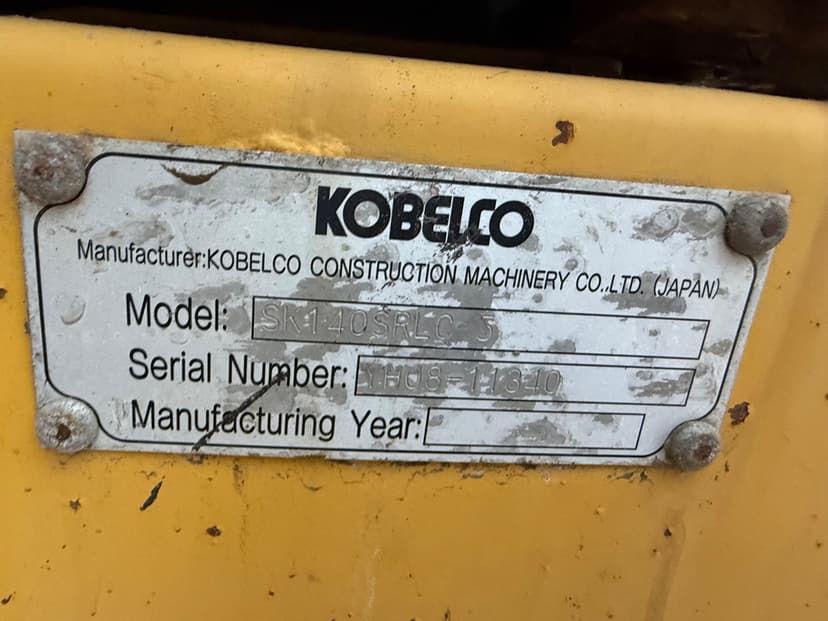 KOBELCO
Manufacturer:KOBELCO CONSTRUCTION MACHINERY CO.,LTD. (JAPAN)
Model: SK140SRLC-3
Serial Number: YH08-11340
Manufacturing Year: